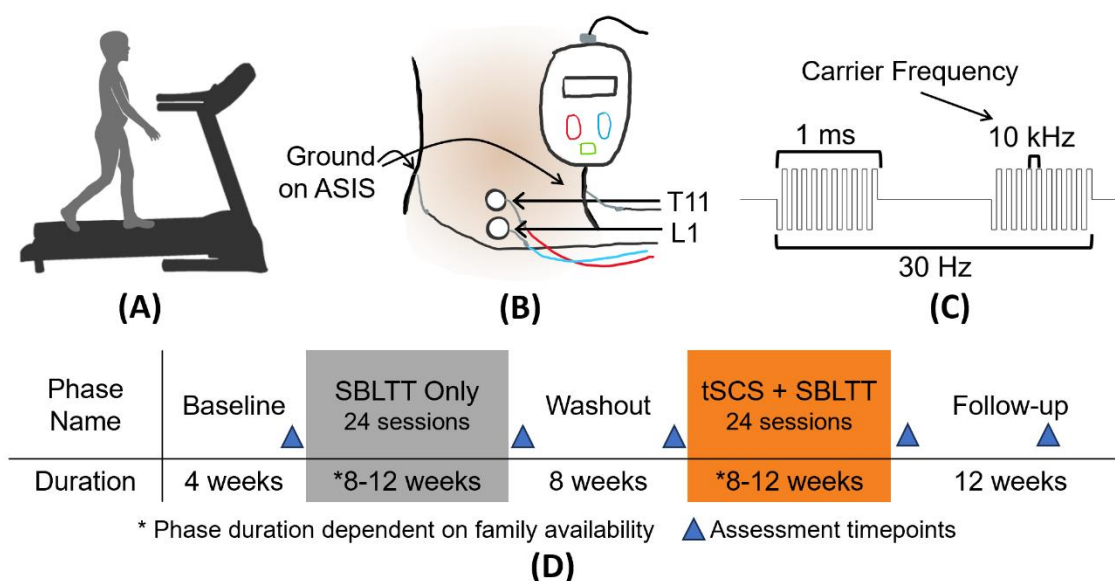 (A)
Ground
on ASIS
T11
L1
(B)
Carrier Frequency
1 ms
10 kHz
30 Hz
(C)
Phase
Name
Baseline
SBLTT Only
24 sessions
Washout
tSCS + SBLTT
24 sessions
Follow-up
Duration
4 weeks
*8-12 weeks
8 weeks
*8-12 weeks
12 weeks
* Phase duration dependent on family availability
Assessment timepoints
(D)